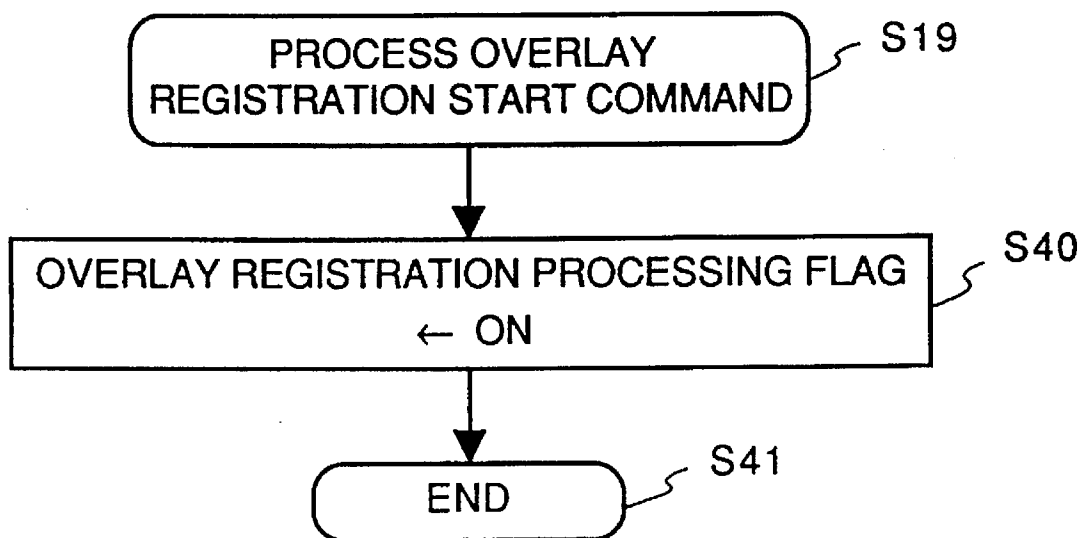 PROCESS OVERLAY
REGISTRATION START COMMAND
S19
OVERLAY REGISTRATION PROCESSING FLAG
← ON
S40
END
S41